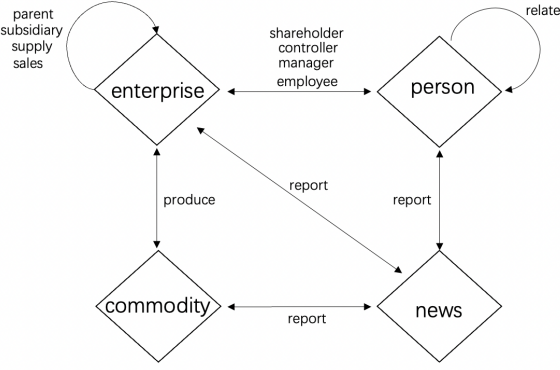 parent
subsidiary
supply
sales
shareholder
controller
manager
employee
relate
enterprise
person
produce
report
report
commodity
report
news